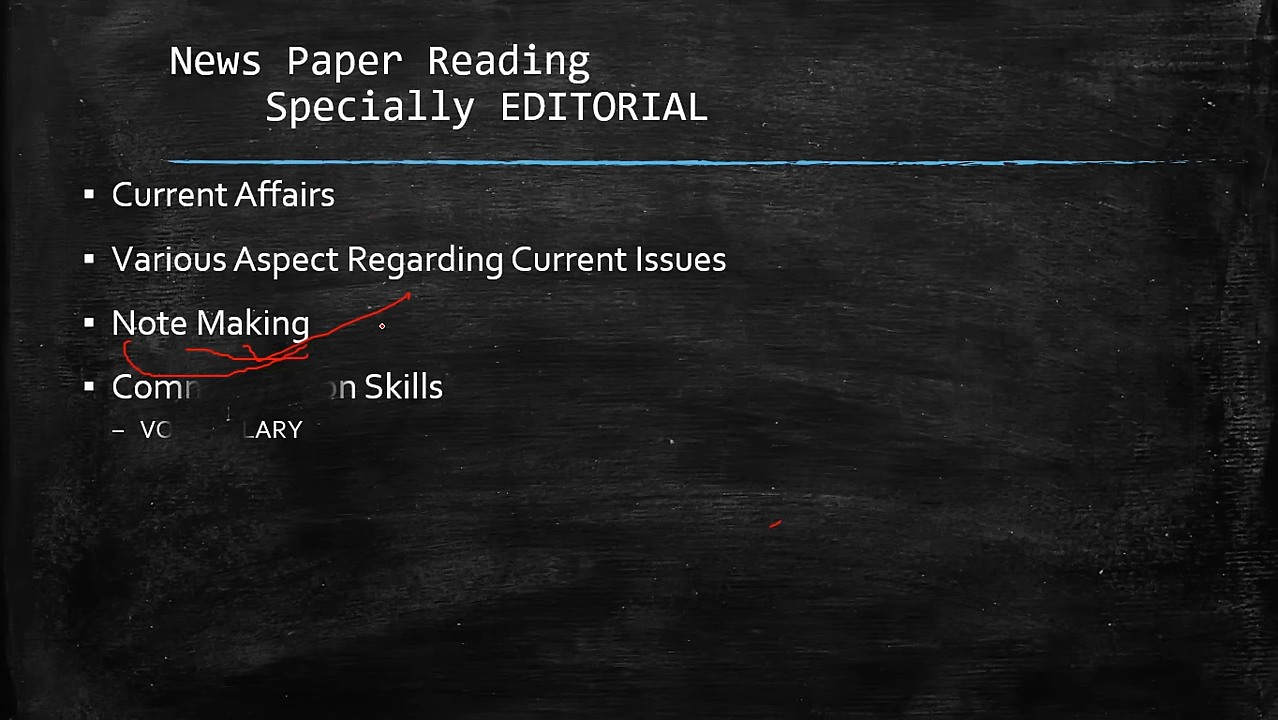 News Paper Reading
Specially EDITORIAL
▪ Current Affairs
▪ Various Aspect Regarding Current Issues
▪ Note Making
▪ Skills